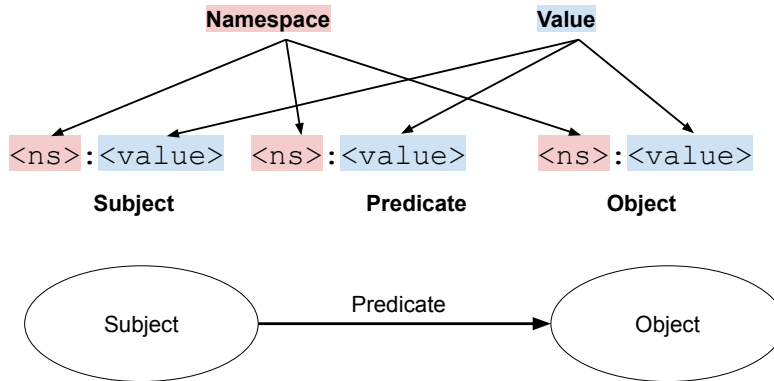 Namespace Value
<ns>:<value> <ns>:<value> <ns>:<value>
Subject Predicate Object
Predicate
Subject Object